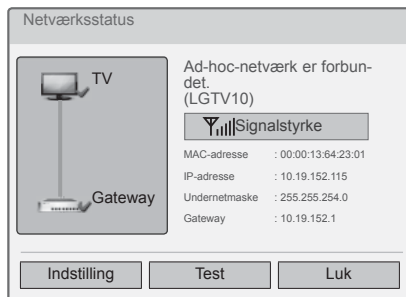 Netværksstatus
TV
Gateway
Ad-hoc-netværk er forbun-
det.
(LGTV10)
Signalstyrke
MAC-adresse : 00:00:13:64:23:01
IP-adresse : 10.19.152.115
Undernetmaske : 255.255.254.0
Gateway : 10.19.152.1
Indstilling Test Luk